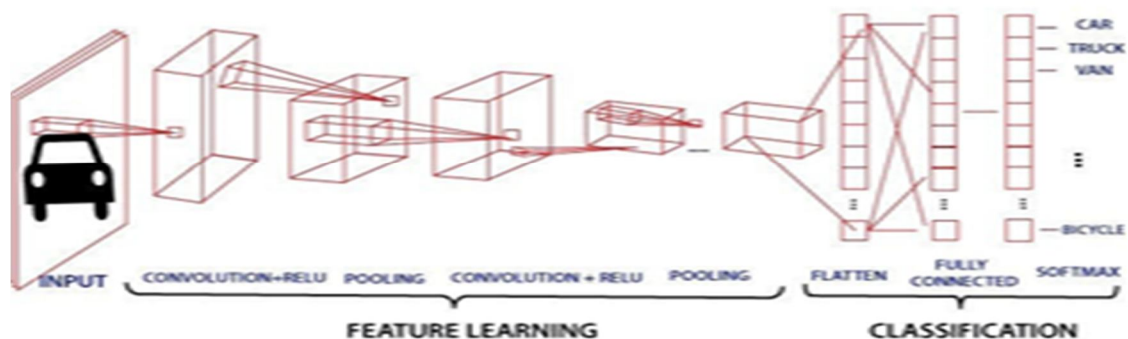 CAR
TRUCK
VAN
BICYCLE
INPUT
CONVOLUTION+RELU
POOLING
CONVOLUTION + RELU
POOLING
FLATTEN
FULLY
CONNECTED
SOFTMAX
FEATURE LEARNING
CLASSIFICATION